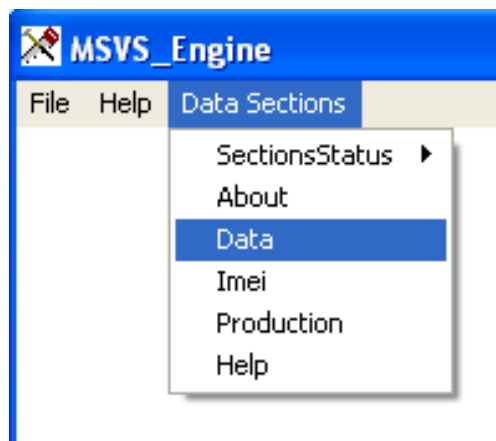 MSVS_Engine
File Help Data Sections
SectionsStatus
About
Data
Imei
Production
Help